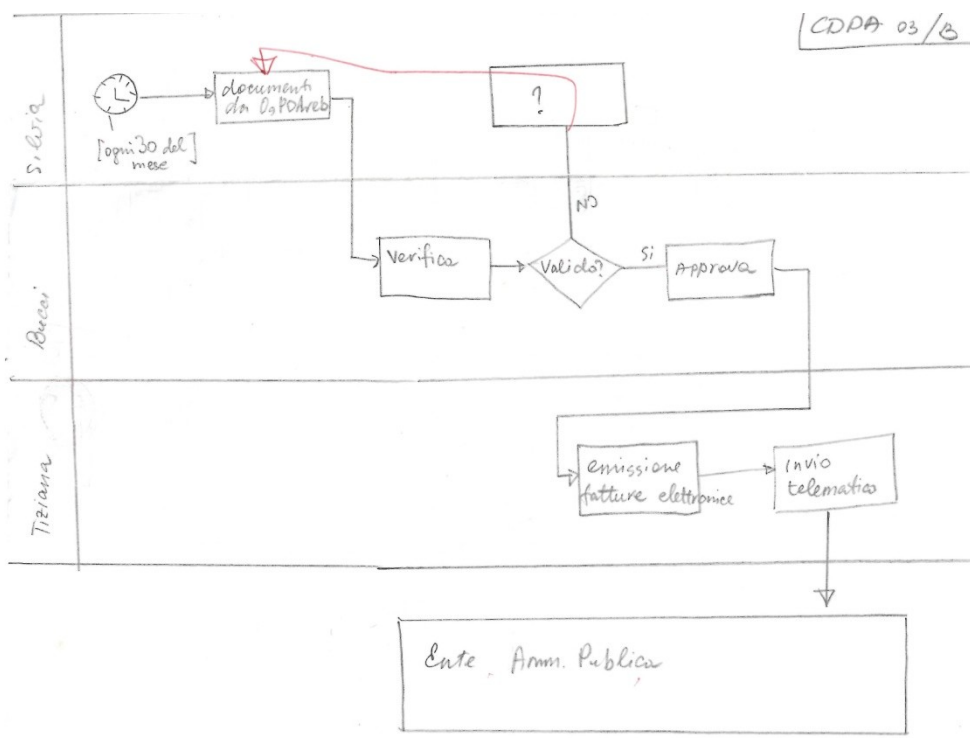 CDPA 03/B
Silvia
documenti
da
?
[ogni 30 del
mese]
NO
Bucci
Verifica
Valido?
Si
Approva
Tiziana
emissione
fatture elettroniche
invio
telematico
Ente Amm. Publica